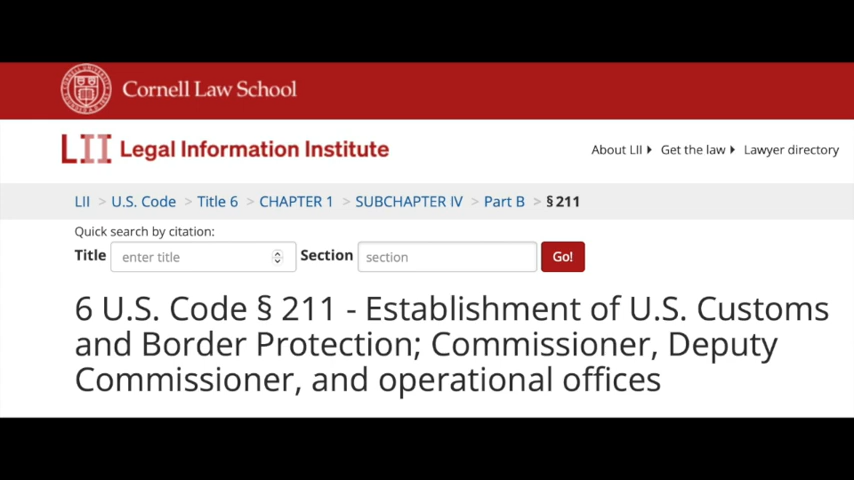 Cornell Law School
LII Legal Information Institute
About LII Get the law Lawyer directory
LII > U.S. Code > Title 6 > CHAPTER 1 > SUBCHAPTER IV > Part B > § 211
Quick search by citation:
Title enter title Section section Go!
6 U.S. Code § 211 - Establishment of U.S. Customs
and Border Protection; Commissioner, Deputy
Commissioner, and operational offices